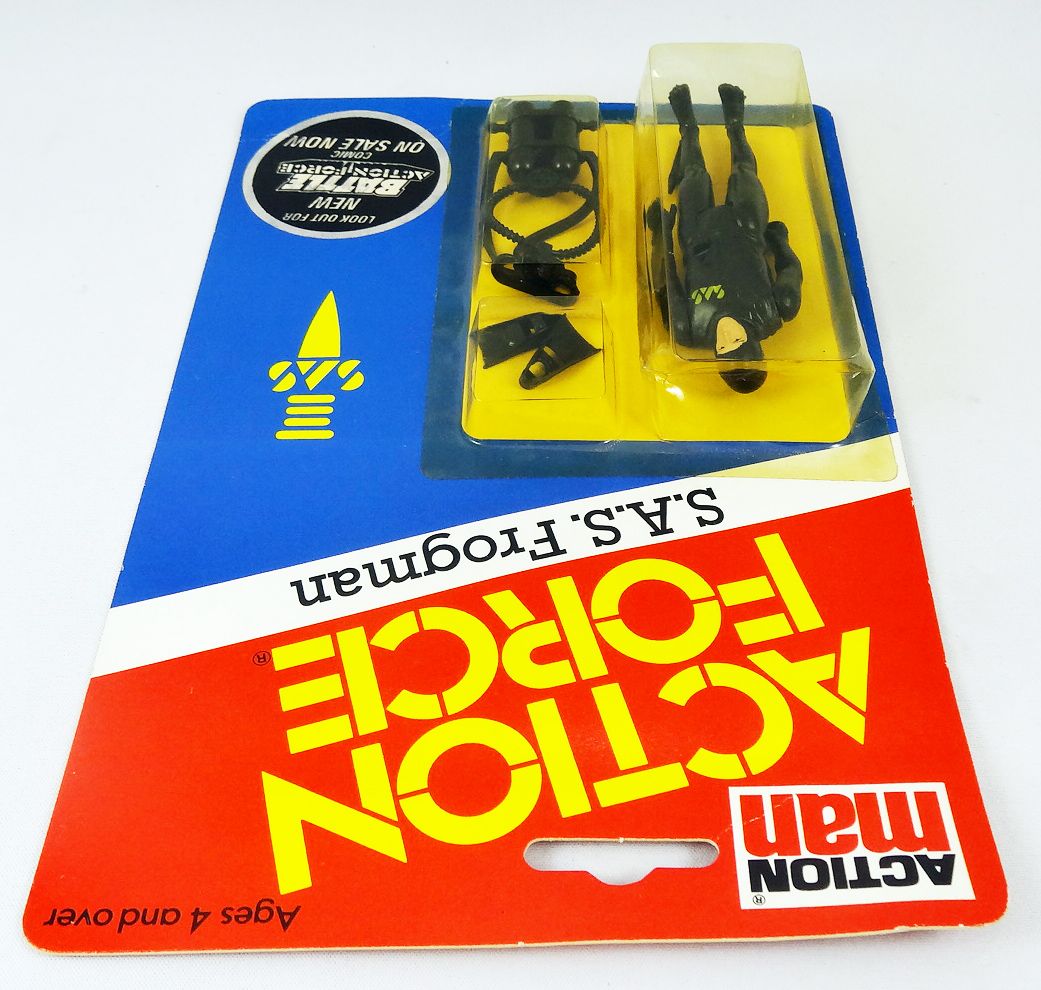 ACTION
man
®
Ages 4 and over
ACTION
FORCE
®
S.A.S. Frogman
SAS
SAS
LOOK OUT FOR
NEW
BATTLE
ACTION FORCE
COMIC
ON SALE NOW